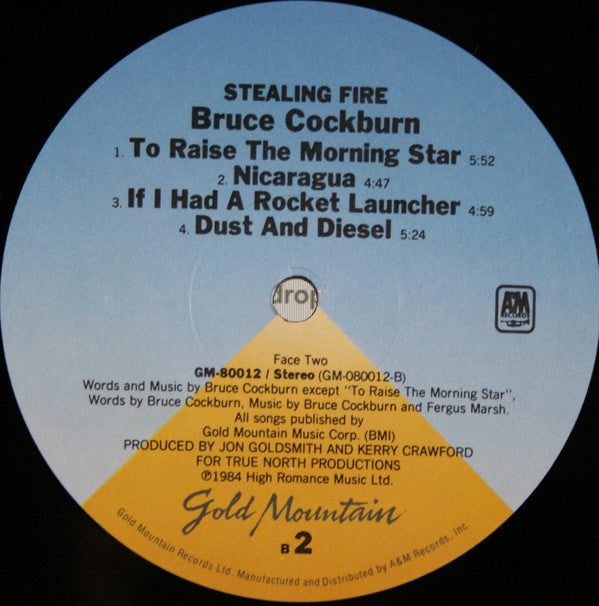 STEALING FIRE
Bruce Cockburn
1. To Raise The Morning Star 5:52
2. Nicaragua 4:47
3. If I Had A Rocket Launcher 4:59
4. Dust And Diesel 5:24
drop
A&M
RECORDS
Face Two
GM-80012 / Stereo (GM-080012-B)
Words and Music by Bruce Cockburn except "To Raise The Morning Star",
Words by Bruce Cockburn, Music by Bruce Cockburn and Fergus Marsh.
All songs published by
Gold Mountain Music Corp. (BMI)
PRODUCED BY JON GOLDSMITH AND KERRY CRAWFORD
FOR TRUE NORTH PRODUCTIONS
℗1984 High Romance Music Ltd.
Gold Mountain
B 2
Gold Mountain Records Ltd. Manufactured and Distributed by A&M Records, Inc.